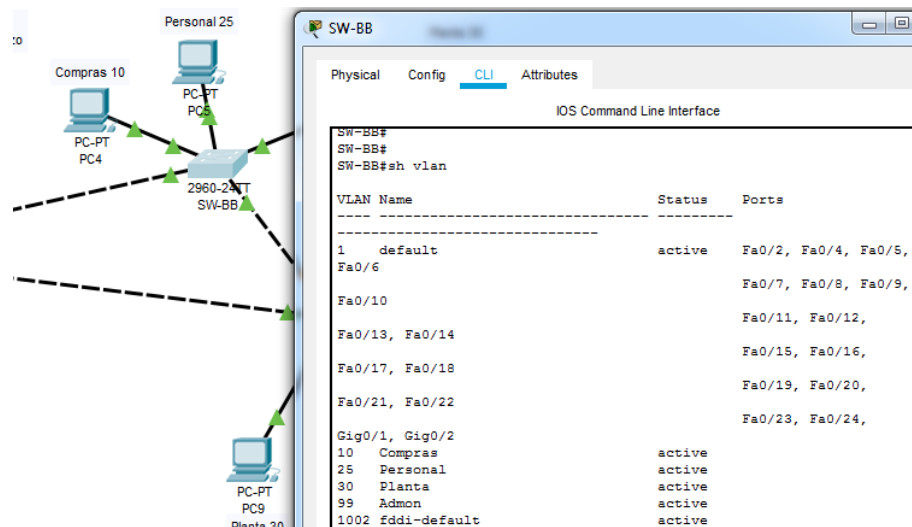 co
Personal 25
Compras 10
PC-PT
PC5
PC-PT
PC4
2960-24TT
SW-BB
PC-PT
PC9
Planta 30
SW-BB
Physical Config CLI Attributes
IOS Command Line Interface
SW-BB#
SW-BB#
SW-BB#sh vlan
VLAN Name Status Ports
---- -------------------------------- --------- 
-------------------------------
1 default active Fa0/2, Fa0/4, Fa0/5,
Fa0/6
Fa0/7, Fa0/8, Fa0/9,
Fa0/10
Fa0/11, Fa0/12,
Fa0/13, Fa0/14
Fa0/15, Fa0/16,
Fa0/17, Fa0/18
Fa0/19, Fa0/20,
Fa0/21, Fa0/22
Fa0/23, Fa0/24,
Gig0/1, Gig0/2
10 Compras active
25 Personal active
30 Planta active
99 Admon active
1002 fddi-default active